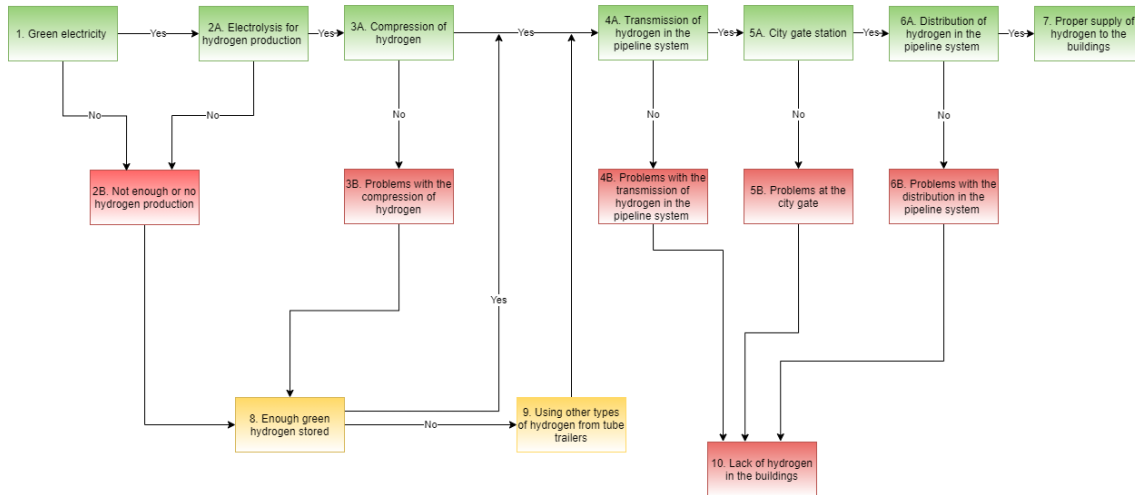 1. Green electricity
Yes
2A. Electrolysis for
hydrogen production
Yes
3A. Compression of
hydrogen
Yes
4A. Transmission of
hydrogen in the
pipeline system
Yes
5A. City gate station
Yes
6A. Distribution of
hydrogen in the
pipeline system
Yes
7. Proper supply of
hydrogen to the
buildings
No
No
No
No
No
No
2B. Not enough or no
hydrogen production
3B. Problems with the
compression of
hydrogen
4B. Problems with the
transmission of
hydrogen in the
pipeline system
5B. Problems at the
city gate
6B. Problems with the
distribution in the
pipeline system
Yes
8. Enough green
hydrogen stored
No
9. Using other types
of hydrogen from tube
trailers
10. Lack of hydrogen
in the buildings